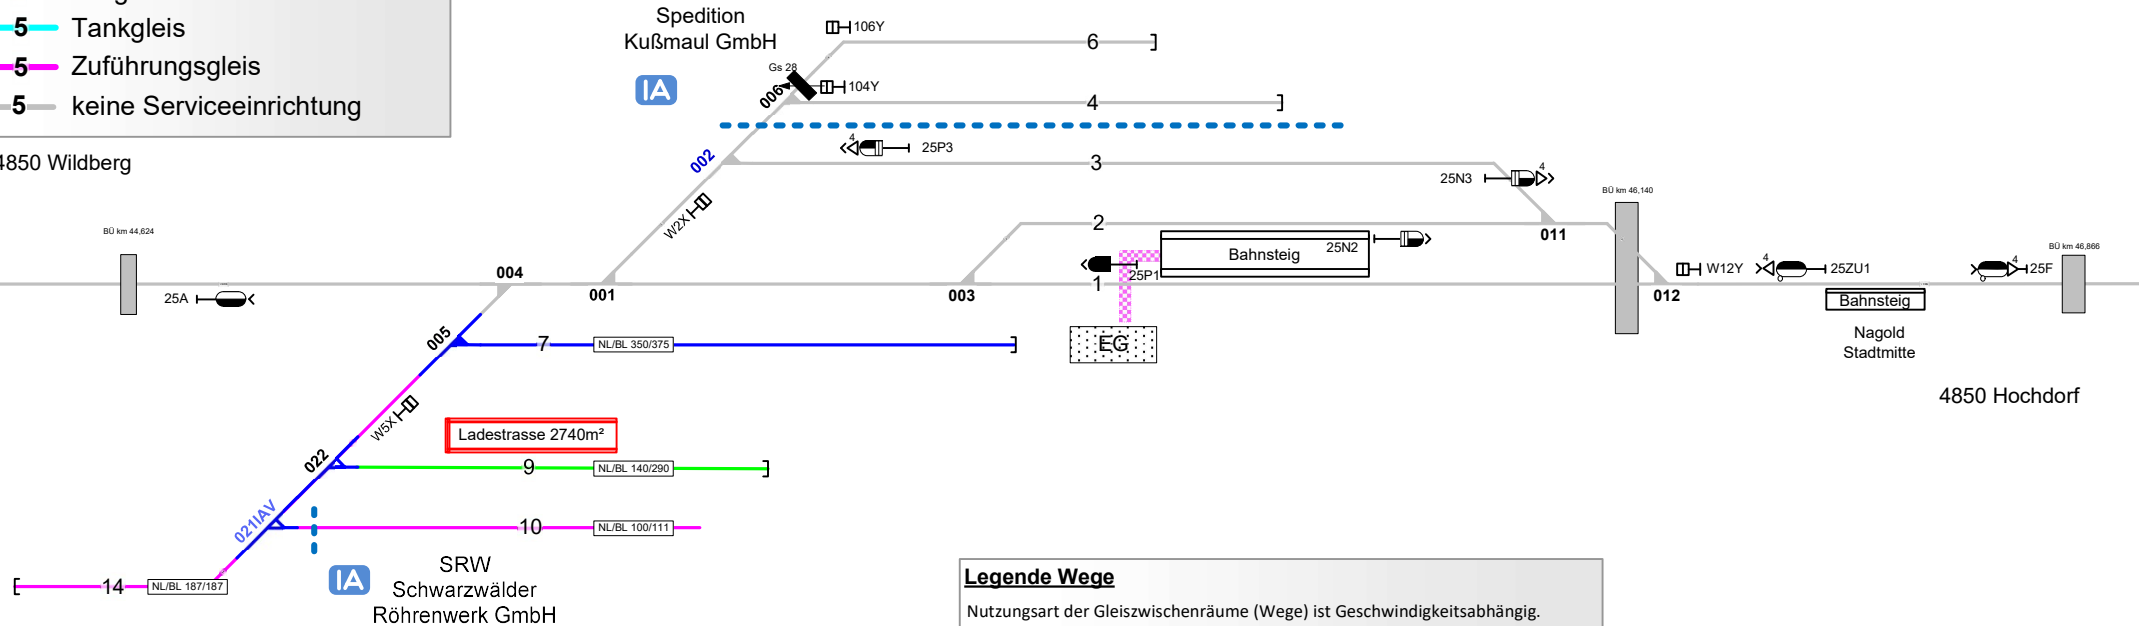 5 Tankgleis
5 Zuführungsgleis
5 keine Serviceeinrichtung
4850 Wildberg
Spedition
Kußmaul GmbH
IA
106Y
6
Gs 28
006
104Y
4
002
4
25P3
3
W2X
25N3
4
BÜ km 46,140
2
011
BÜ km 44,624
25A
004
001
003
25P1
1
Bahnsteig
25N2
EG
W12Y
012
4
25ZU1
4
25F
BÜ km 46,866
Bahnsteig
Nagold
Stadtmitte
4850 Hochdorf
005
7
NL/BL 350/375
W5X
Ladestrasse 2740m²
022
9
NL/BL 140/290
021IAV
10
NL/BL 100/111
14
NL/BL 187/187
IA
SRW
Schwarzwälder
Röhrenwerk GmbH
Legende Wege
Nutzungsart der Gleiszwischenräume (Wege) ist Geschwindigkeitsabhängig.